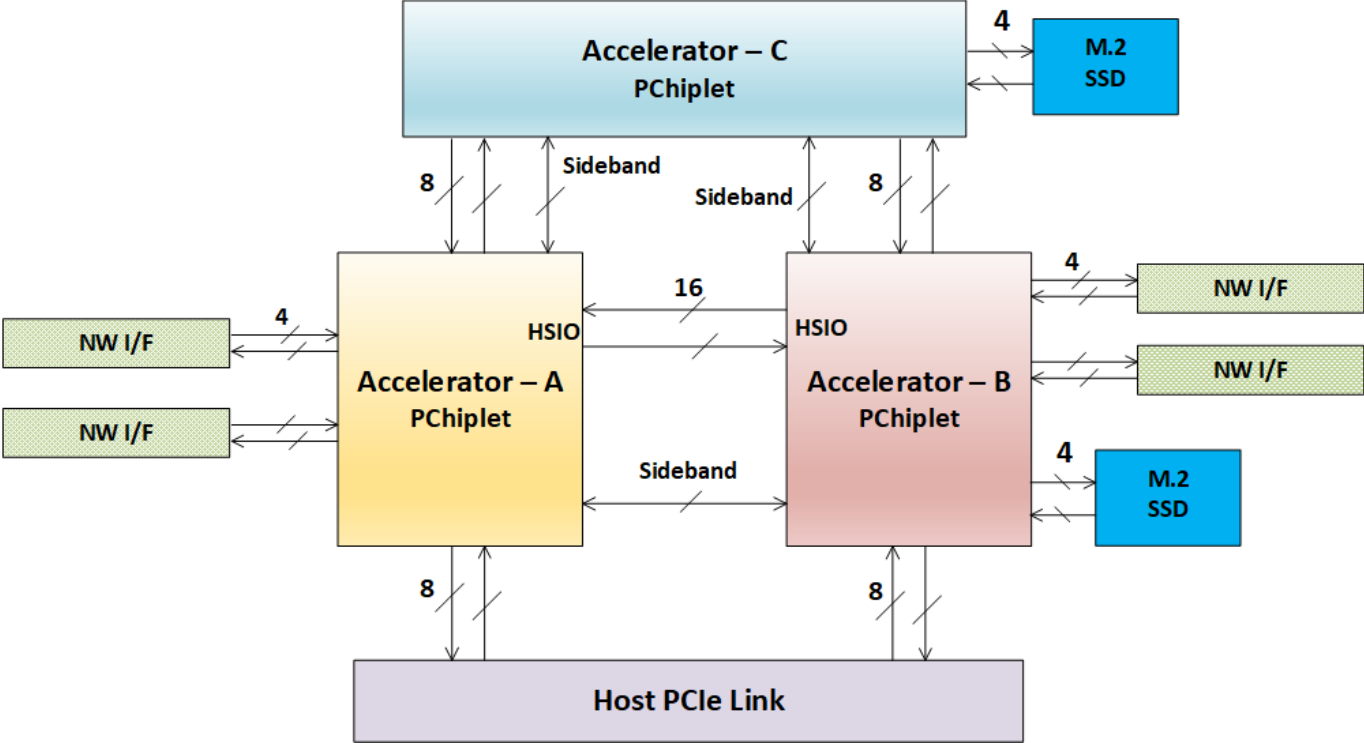 Accelerator – C
PChiplet
4
M.2
SSD
8
Sideband
Sideband
8
4
NW I/F
NW I/F
16
HSIO
HSIO
Accelerator – A
PChiplet
Accelerator – B
PChiplet
4
NW I/F
NW I/F
Sideband
4
M.2
SSD
8
8
Host PCIe Link